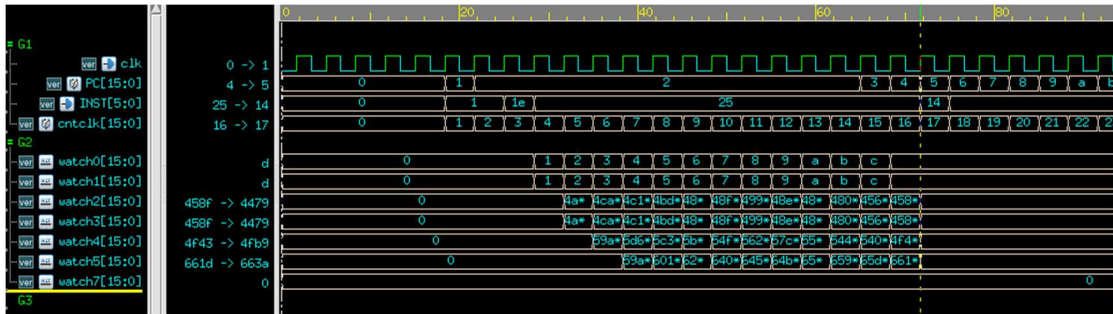 0 20 40 60 80
G1
ver clk 0 -> 1
ver PC[15:0] 4 -> 5 0 1 2 3 4 5 6 7 8 9 a b
ver INST[5:0] 25 -> 14 0 1 1e 25 14
ver cntclk[15:0] 16 -> 17 0 1 2 3 4 5 6 7 8 9 10 11 12 13 14 15 16 17 18 19 20 21 22 2
G2
ver watch0[15:0] d 0 1 2 3 4 5 6 7 8 9 a b c
ver watch1[15:0] d 0 1 2 3 4 5 6 7 8 9 a b c
ver watch2[15:0] 458f -> 4479 0 4a* 4ca* 4c1* 4bd* 48* 48f* 499* 48e* 48* 480* 456* 458*
ver watch3[15:0] 458f -> 4479 0 4a* 4ca* 4c1* 4bd* 48* 48f* 499* 48e* 48* 480* 456* 458*
ver watch4[15:0] 4f43 -> 4fb9 0 59a* 5d6* 5c3* 5b* 54f* 562* 57c* 55* 544* 540* 4f4*
ver watch5[15:0] 661d -> 663a 0 59a* 601* 62* 640* 645* 64b* 65* 659* 65d* 661*
ver watch7[15:0] 0 0
G3